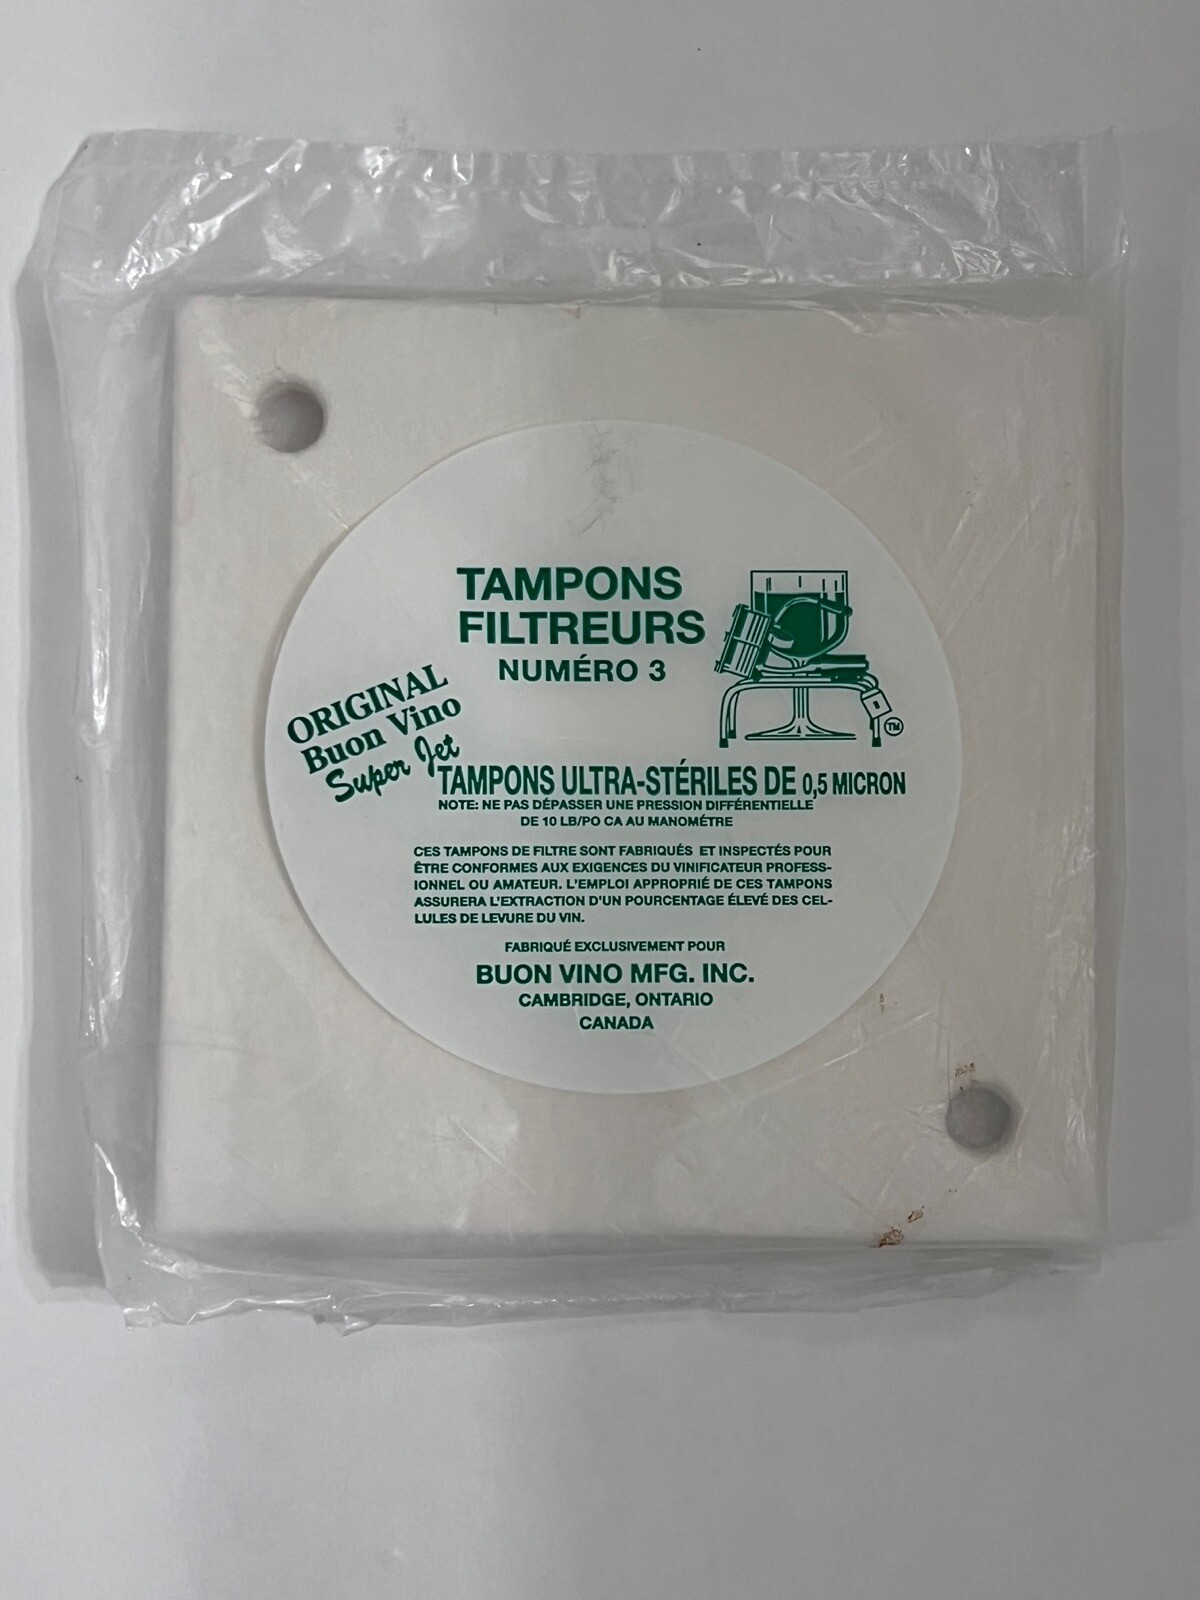 TAMPONS
FILTREURS
NUMÉRO 3
ORIGINAL
Buon Vino
Super Jet
TM
TAMPONS ULTRA-STÉRILES DE 0,5 MICRON
NOTE: NE PAS DÉPASSER UNE PRESSION DIFFÉRENTIELLE
DE 10 LB/PO CA AU MANOMÉTRE
CES TAMPONS DE FILTRE SONT FABRIQUÉS ET INSPECTÉS POUR
ÊTRE CONFORMES AUX EXIGENCES DU VINIFICATEUR PROFESS-
IONNEL OU AMATEUR. L'EMPLOI APPROPRIÉ DE CES TAMPONS
ASSURERA L'EXTRACTION D'UN POURCENTAGE ÉLEVÉ DES CEL-
LULES DE LEVURE DU VIN.
FABRIQUÉ EXCLUSIVEMENT POUR
BUON VINO MFG. INC.
CAMBRIDGE, ONTARIO
CANADA